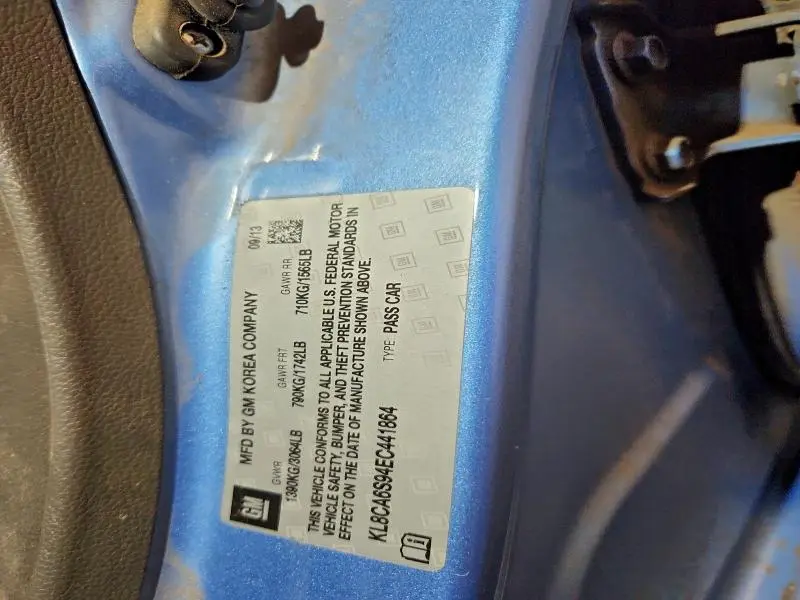 MFD BY GM KOREA COMPANY 09/13
GVWR GAWR FRT GAWR RR
1390KG/3064LB 790KG/1742LB 710KG/1565LB
THIS VEHICLE CONFORMS TO ALL APPLICABLE U.S. FEDERAL MOTOR
VEHICLE SAFETY, BUMPER, AND THEFT PREVENTION STANDARDS IN
EFFECT ON THE DATE OF MANUFACTURE SHOWN ABOVE.
KL8CA6S94EC441864 TYPE: PASS CAR
GM